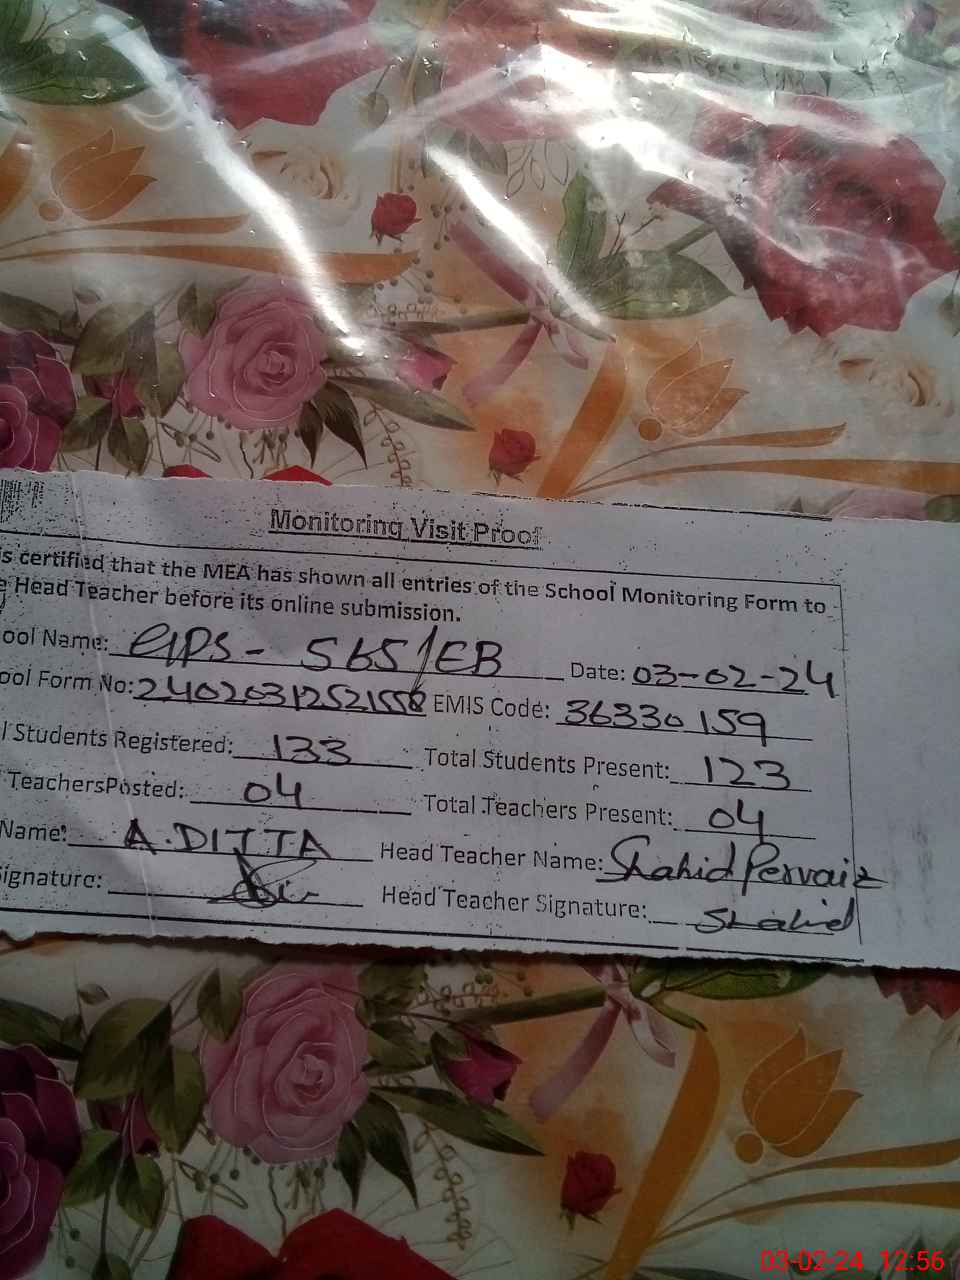 Monitoring Visit Proof
is certified that the MEA has shown all entries of the School Monitoring Form to
e Head Teacher before its online submission.
ool Name: GPS - 565/EB Date: 03-02-24
ool Form No: EMIS Code: 36330159
l Students Registered: 133 Total Students Present: 123
TeachersPosted: 04 Total Teachers Present: 04
Name: A.DITTA Head Teacher Name: Shahid Pervaiz
ignature: Head Teacher Signature: Shahid
03-02-24 12:56